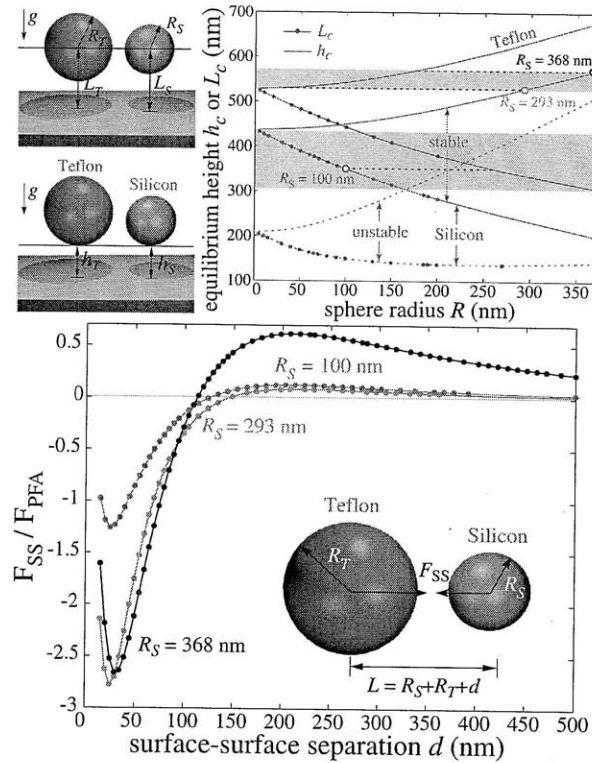 g
R_T
R_S
L_T
L_S
Teflon
Silicon
g
h_T
h_S
equilibrium height h_c or L_c (nm)
700
600
500
400
300
200
100
L_c
h_c
Teflon
R_S = 368 nm
R_S = 293 nm
stable
R_S = 100 nm
unstable
Silicon
0
50
100
150
200
250
300
350
sphere radius R (nm)
F_SS / F_PFA
0.5
0
-0.5
-1
-1.5
-2
-2.5
-3
R_S = 100 nm
R_S = 293 nm
R_S = 368 nm
Teflon
Silicon
R_T
F_SS
R_S
L = R_S+R_T+d
0
50
100
150
200
250
300
350
400
450
500
surface-surface separation d (nm)